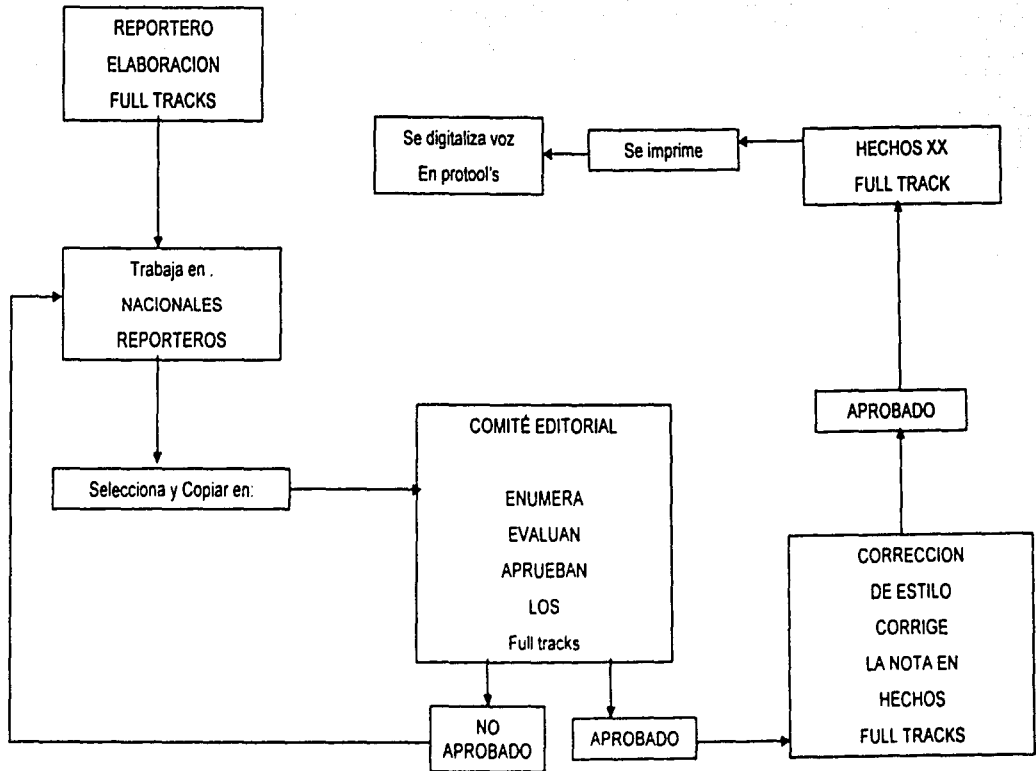 REPORTERO
ELABORACION
FULL TRACKS
Trabaja en .
NACIONALES
REPORTEROS
Selecciona y Copiar en:
COMITÉ EDITORIAL
ENUMERA
EVALUAN
APRUEBAN
LOS
Full tracks
NO
APROBADO
APROBADO
CORRECCION
DE ESTILO
CORRIGE
LA NOTA EN
HECHOS
FULL TRACKS
APROBADO
HECHOS XX
FULL TRACK
Se imprime
Se digitaliza voz
En protool's